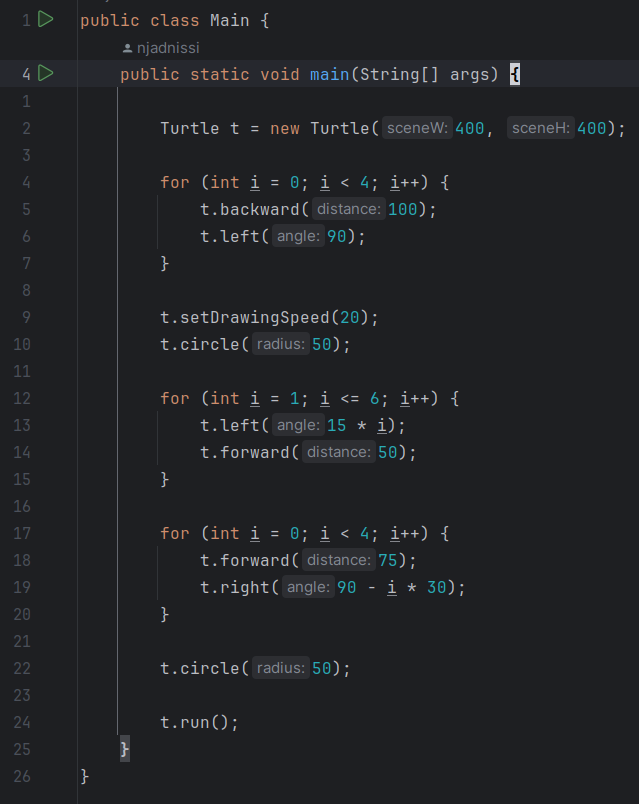 1 public class Main {
njadnissi
4 public static void main(String[] args) {
1
2 Turtle t = new Turtle(sceneW: 400, sceneH: 400);
3
4 for (int i = 0; i < 4; i++) {
5 t.backward(distance: 100);
6 t.left(angle: 90);
7 }
8
9 t.setDrawingSpeed(20);
10 t.circle(radius: 50);
11
12 for (int i = 1; i <= 6; i++) {
13 t.left(angle: 15 * i);
14 t.forward(distance: 50);
15 }
16
17 for (int i = 0; i < 4; i++) {
18 t.forward(distance: 75);
19 t.right(angle: 90 - i * 30);
20 }
21
22 t.circle(radius: 50);
23
24 t.run();
25 }
26 }